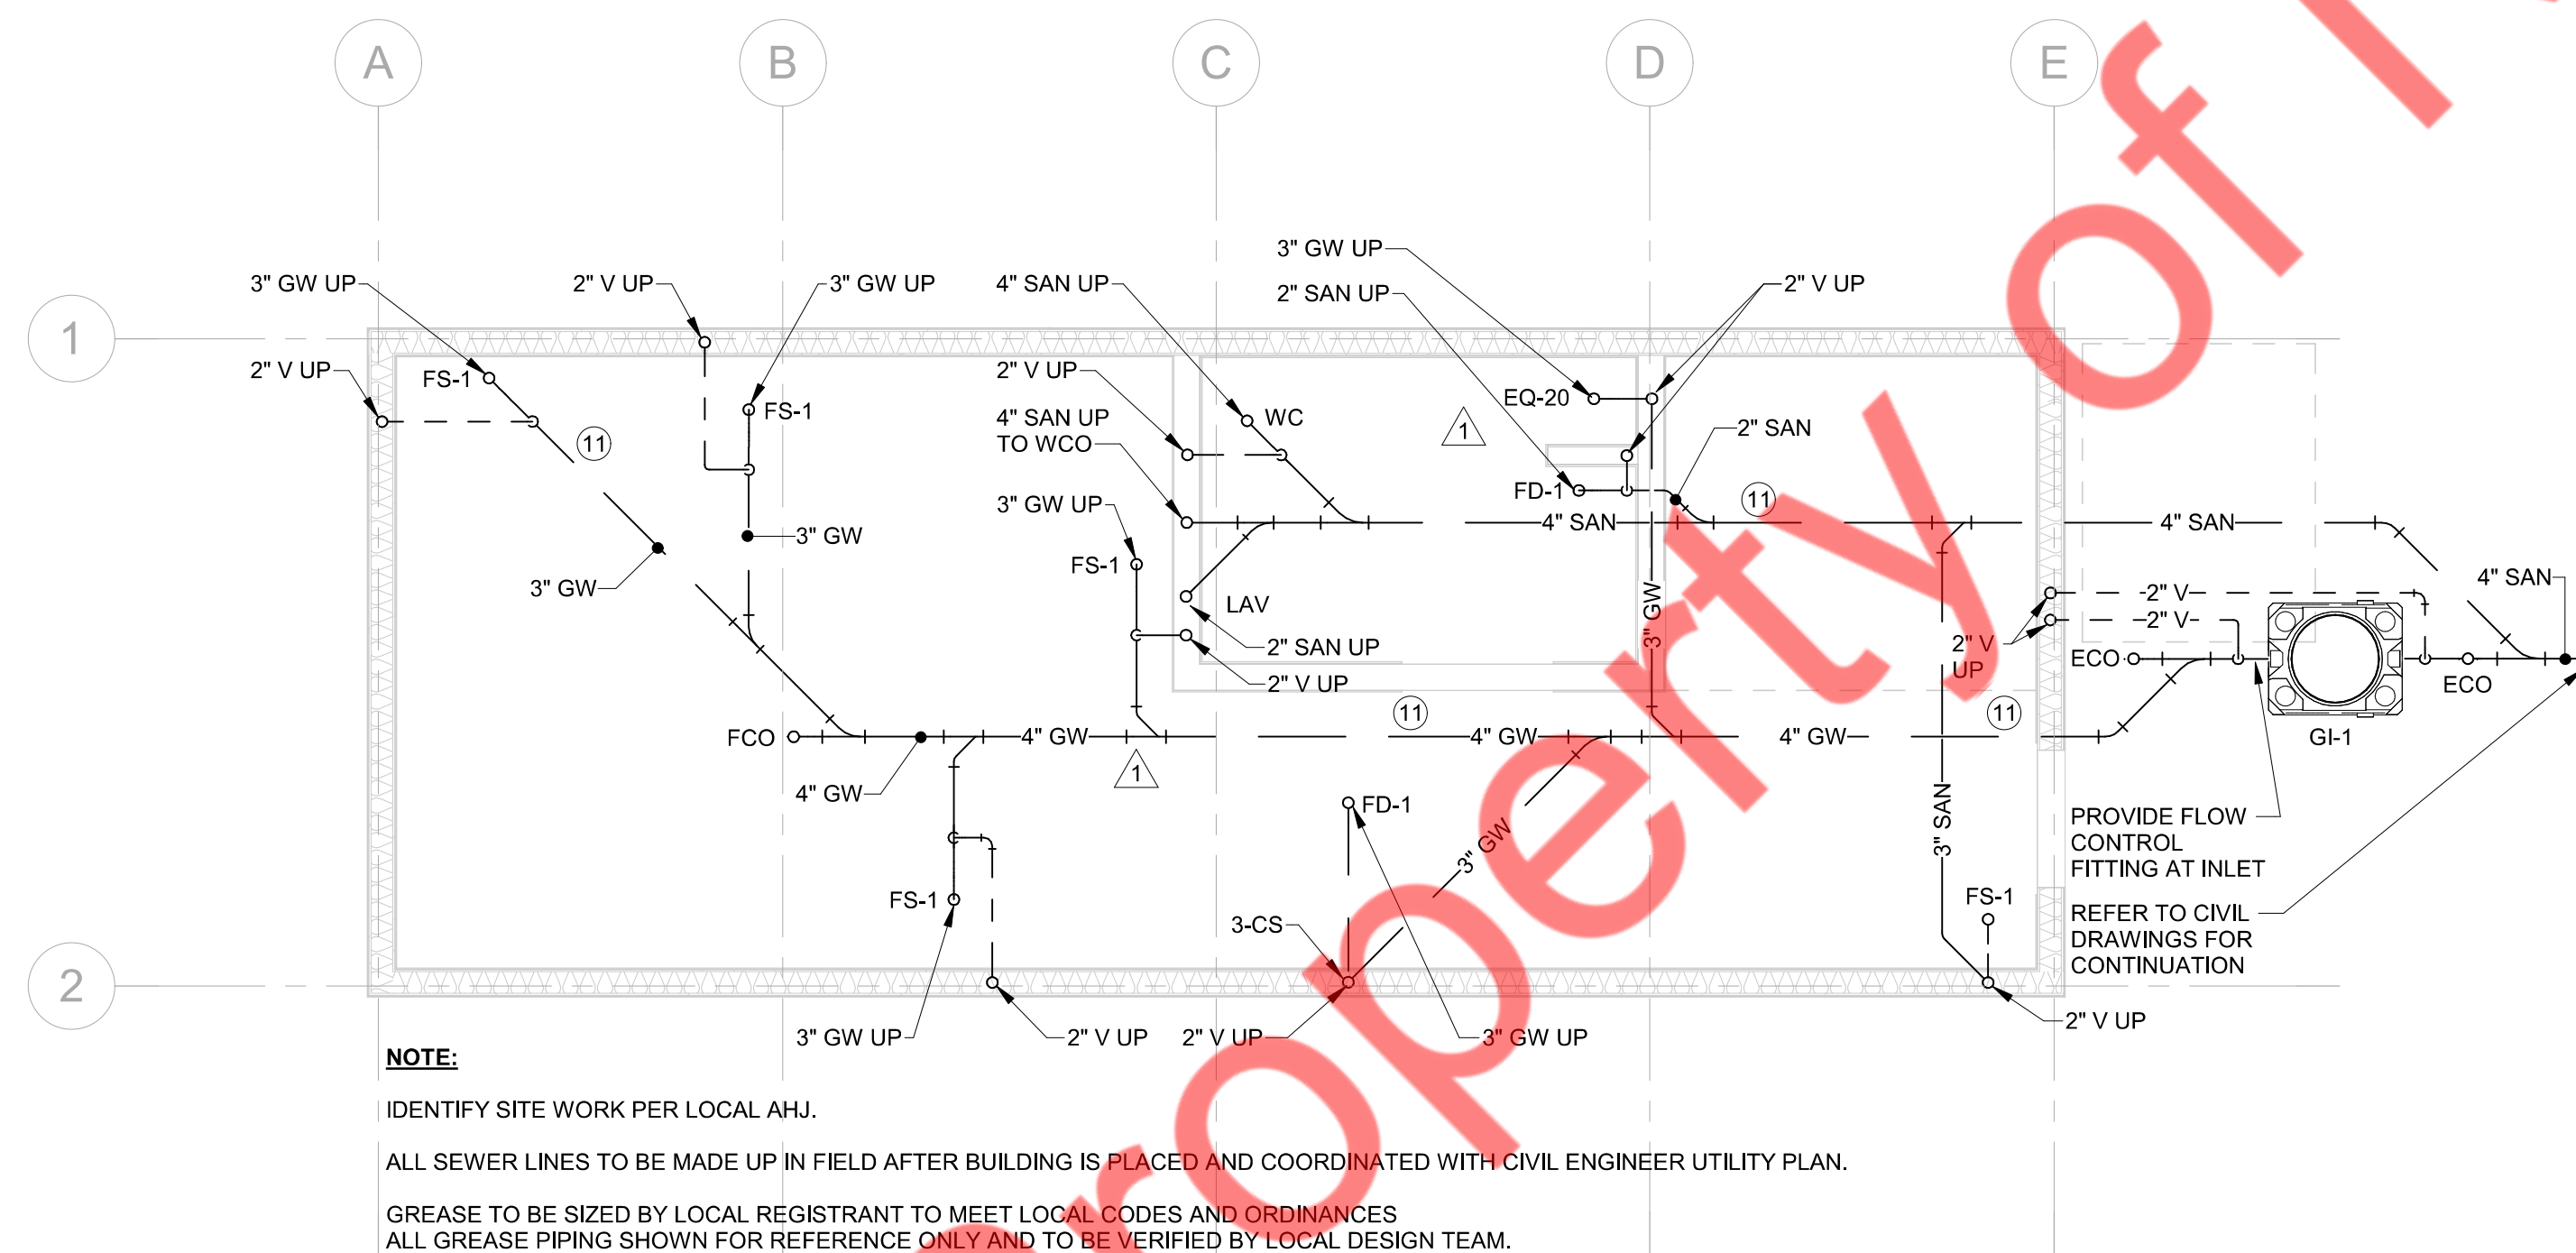 A
B
C
D
E
3" GW UP
2" V UP
3" GW UP
4" SAN UP
3" GW UP
2" SAN UP
2" V UP
1
2" V UP
FS-1
FS-1
2" V UP
WC
EQ-20
1
2" SAN
4" SAN UP
TO WCO
11
FD-1
11
3" GW UP
4" SAN
4" SAN
3" GW
FS-1
3" GW
LAV
3" GW
2" V
2" V
4" SAN
2" SAN UP
2" V
UP
ECO
ECO
2" V UP
11
11
FCO
4" GW
4" GW
4" GW
GI-1
1
4" GW
FD-1
3" GW
3" SAN
PROVIDE FLOW
CONTROL
FITTING AT INLET
FS-1
FS-1
3-CS
REFER TO CIVIL
DRAWINGS FOR
CONTINUATION
2
3" GW UP
2" V UP
2" V UP
3" GW UP
2" V UP
NOTE:
IDENTIFY SITE WORK PER LOCAL AHJ.
ALL SEWER LINES TO BE MADE UP IN FIELD AFTER BUILDING IS PLACED AND COORDINATED WITH CIVIL ENGINEER UTILITY PLAN.
GREASE TO BE SIZED BY LOCAL REGISTRANT TO MEET LOCAL CODES AND ORDINANCES
ALL GREASE PIPING SHOWN FOR REFERENCE ONLY AND TO BE VERIFIED BY LOCAL DESIGN TEAM.
roperty of